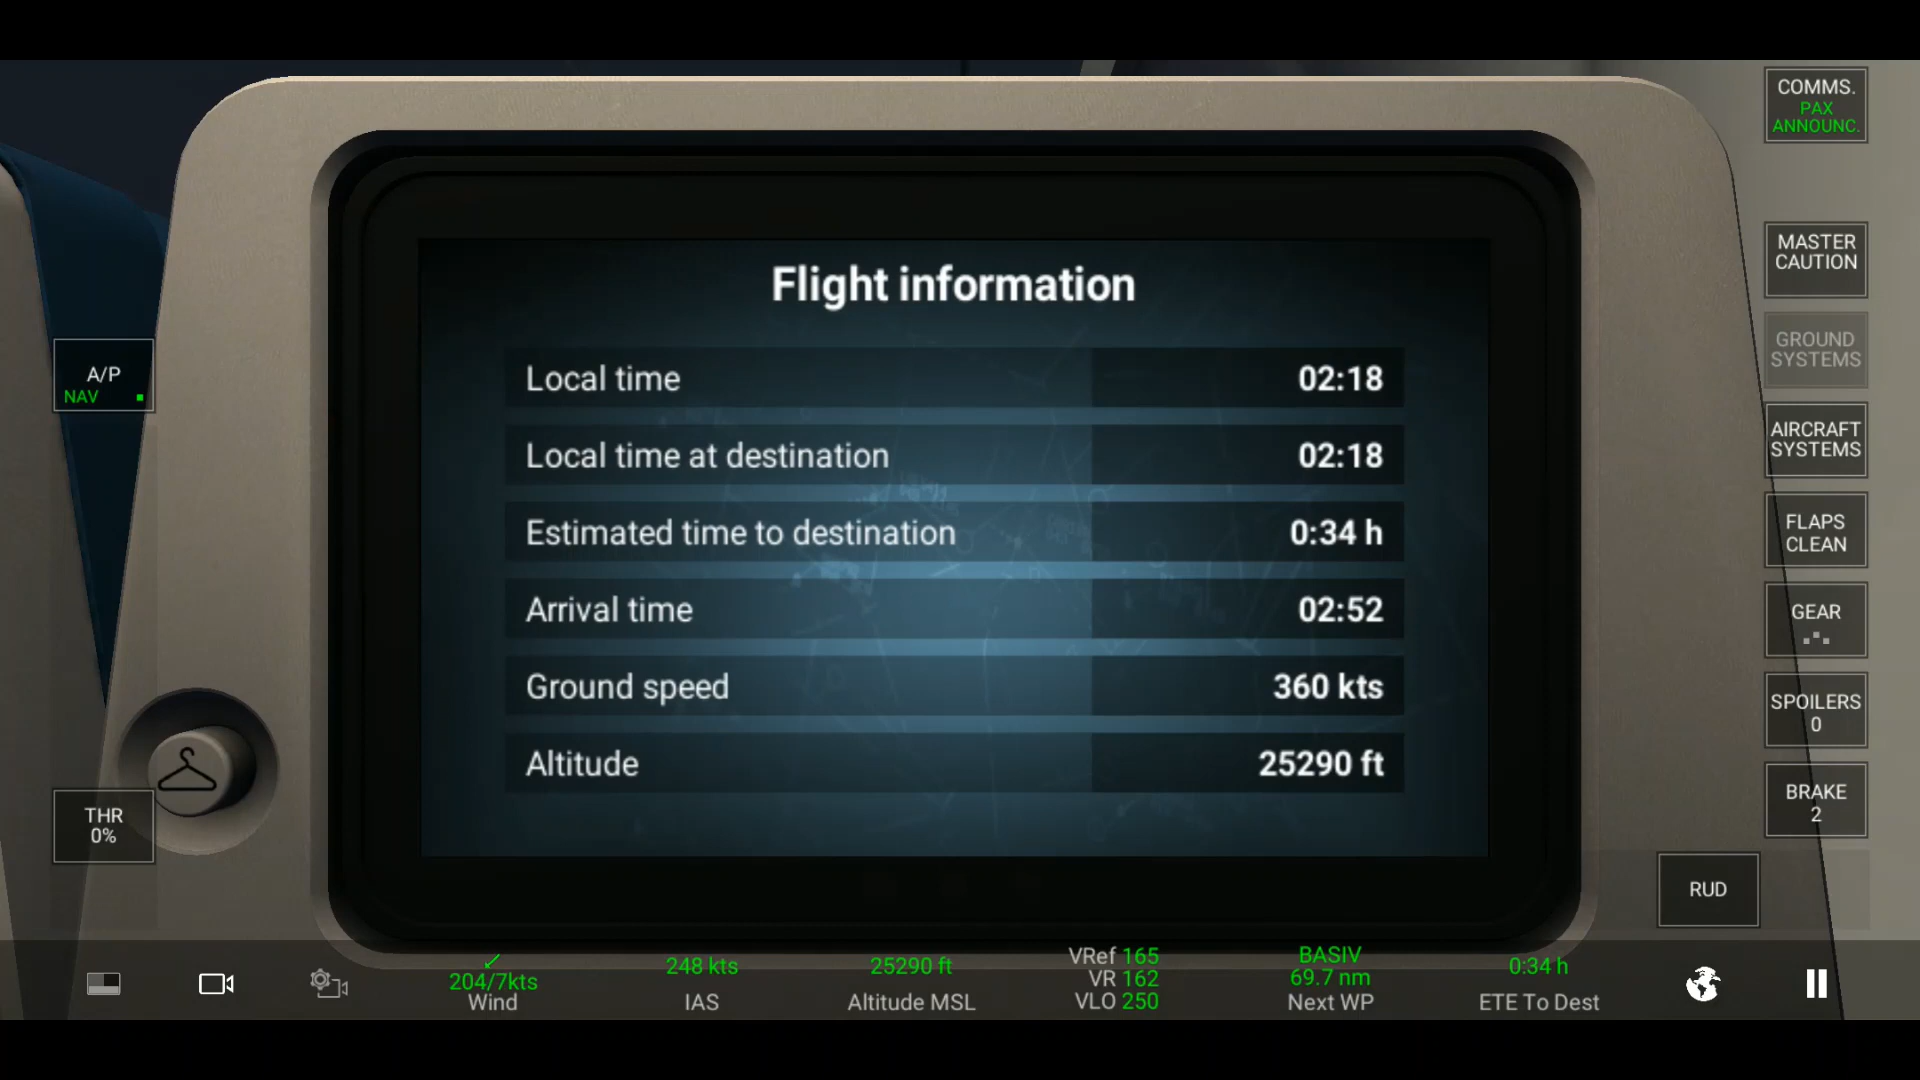 COMMS.
PAX
ANNOUNC.
Flight information
MASTER
CAUTION
Local time 02:18
GROUND
SYSTEMS
A/P
NAV
Local time at destination 02:18
AIRCRAFT
SYSTEMS
Estimated time to destination 0:34 h
FLAPS
CLEAN
Arrival time 02:52
GEAR
Ground speed 360 kts
SPOILERS
0
Altitude 25290 ft
THR
0%
BRAKE
2
RUD
204/7kts
Wind
248 kts
IAS
25290 ft
Altitude MSL
VRef 165
VR 162
VLO 250
BASIV
69.7 nm
Next WP
0:34 h
ETE To Dest